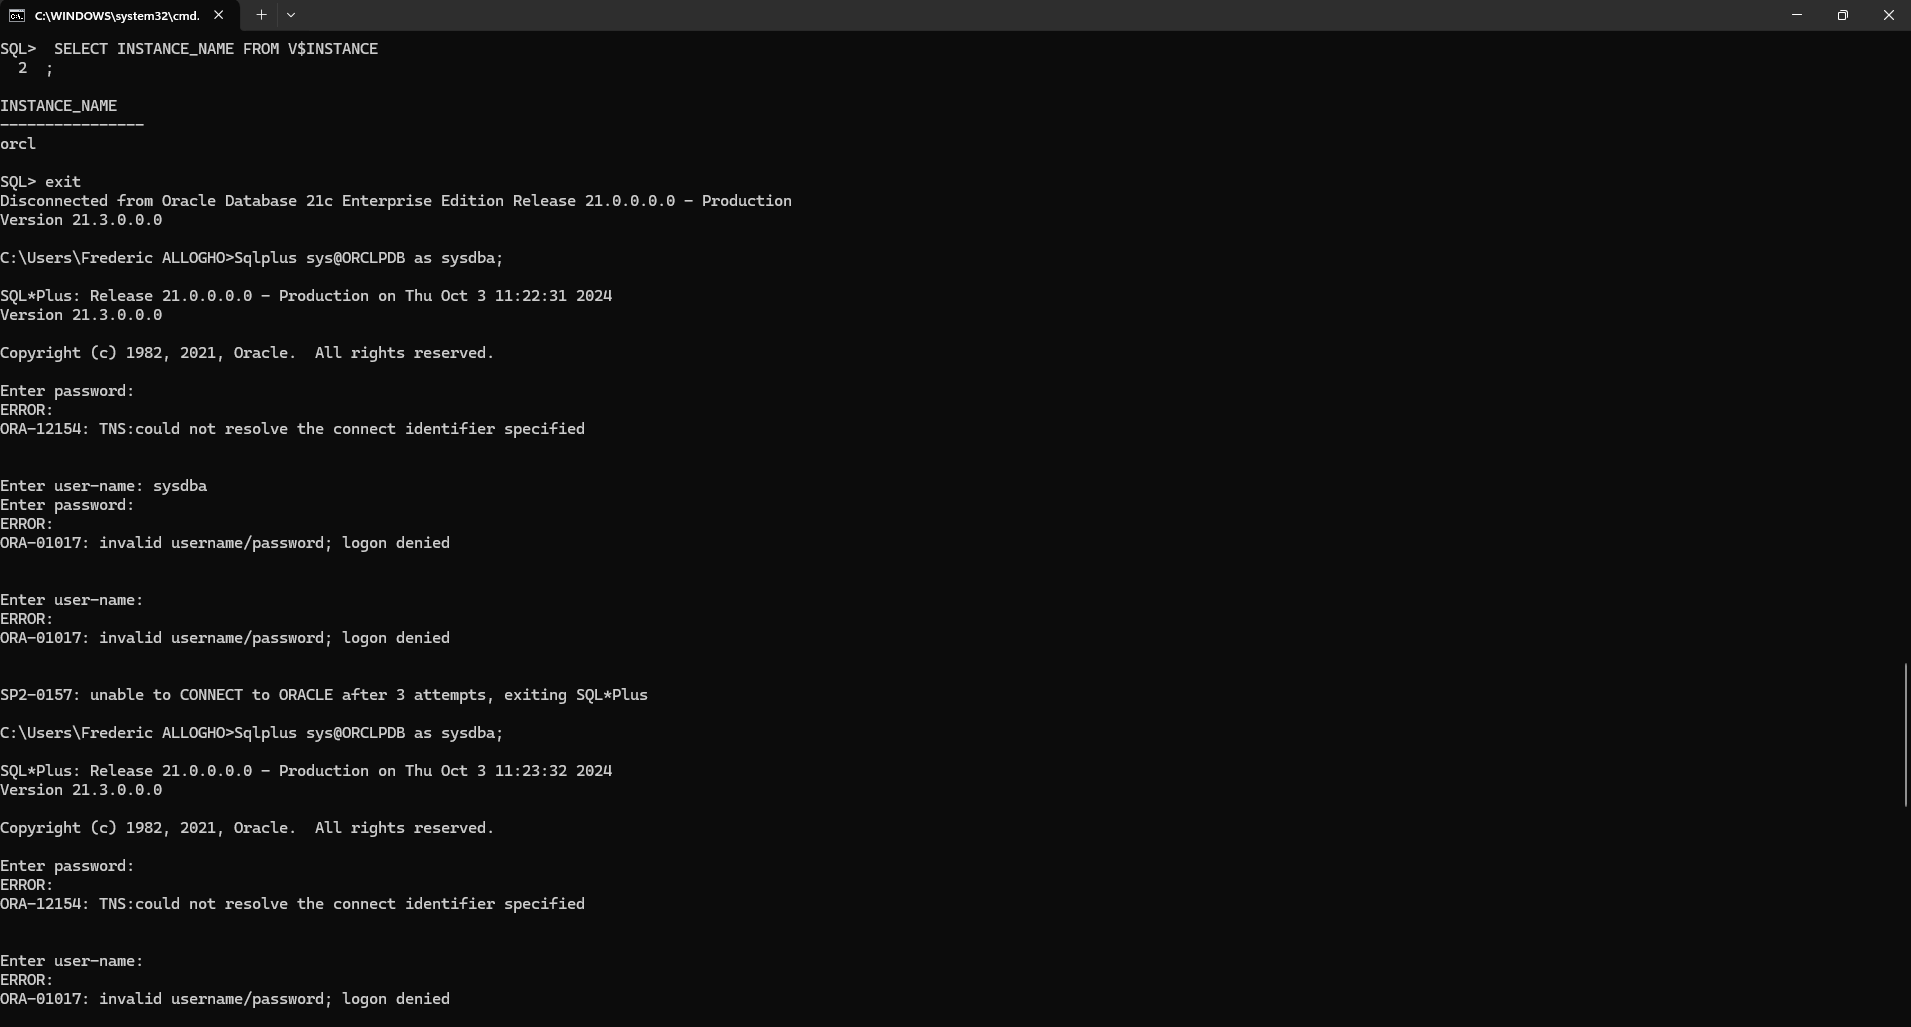 C:\WINDOWS\system32\cmd.
SQL>  SELECT INSTANCE_NAME FROM V$INSTANCE
  2  ;
INSTANCE_NAME
----------------
orcl
SQL> exit
Disconnected from Oracle Database 21c Enterprise Edition Release 21.0.0.0.0 - Production
Version 21.3.0.0.0
C:\Users\Frederic ALLOGHO>Sqlplus sys@ORCLPDB as sysdba;
SQL*Plus: Release 21.0.0.0.0 - Production on Thu Oct 3 11:22:31 2024
Version 21.3.0.0.0
Copyright (c) 1982, 2021, Oracle.  All rights reserved.
Enter password:
ERROR:
ORA-12154: TNS:could not resolve the connect identifier specified
Enter user-name: sysdba
Enter password:
ERROR:
ORA-01017: invalid username/password; logon denied
Enter user-name:
ERROR:
ORA-01017: invalid username/password; logon denied
SP2-0157: unable to CONNECT to ORACLE after 3 attempts, exiting SQL*Plus
C:\Users\Frederic ALLOGHO>Sqlplus sys@ORCLPDB as sysdba;
SQL*Plus: Release 21.0.0.0.0 - Production on Thu Oct 3 11:23:32 2024
Version 21.3.0.0.0
Copyright (c) 1982, 2021, Oracle.  All rights reserved.
Enter password:
ERROR:
ORA-12154: TNS:could not resolve the connect identifier specified
Enter user-name:
ERROR:
ORA-01017: invalid username/password; logon denied